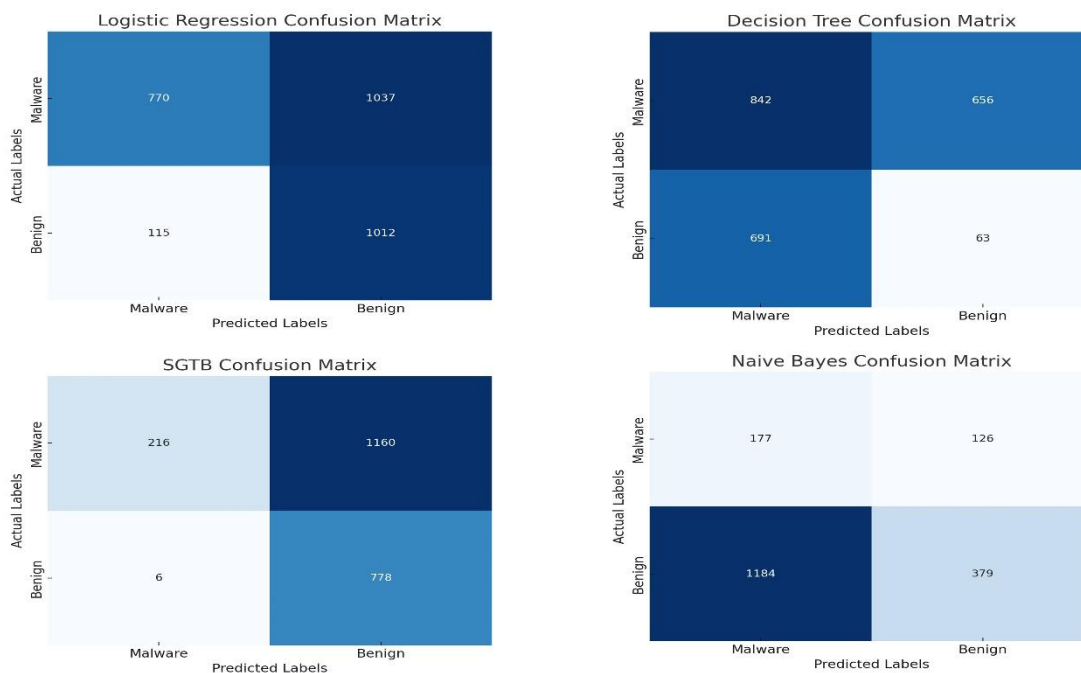 Logistic Regression Confusion Matrix
Actual Labels
Malware
770
1037
Benign
115
1012
Malware
Benign
Predicted Labels
Decision Tree Confusion Matrix
Actual Labels
Malware
842
656
Benign
691
63
Malware
Benign
Predicted Labels
SGTB Confusion Matrix
Actual Labels
Malware
216
1160
Benign
6
778
Malware
Benign
Predicted Labels
Naive Bayes Confusion Matrix
Actual Labels
Malware
177
126
Benign
1184
379
Malware
Benign
Predicted Labels